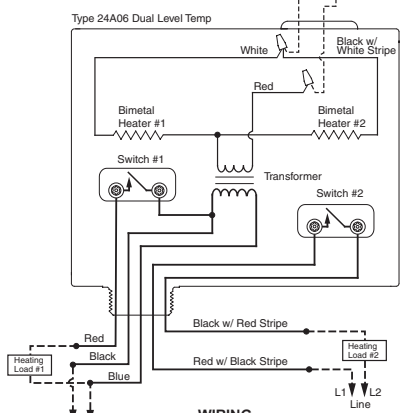 Type 24A06 Dual Level Temp
White
Black w/
White Stripe
Red
Bimetal
Heater #1
Bimetal
Heater #2
Switch #1
Transformer
Switch #2
Black w/ Red Stripe
Red
Heating
Load #1
Black
Heating
Load #2
Red w/ Black Stripe
Blue
L1
L2
Line
WIRING